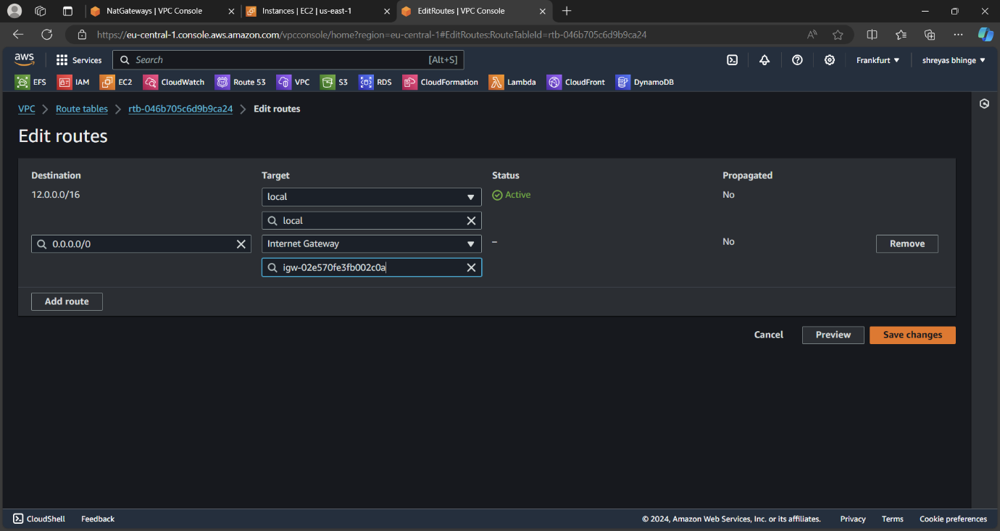 NatGateways | VPC Console
Instances | EC2 | us-east-1
EditRoutes | VPC Console
https://eu-central-1.console.aws.amazon.com/vpcconsole/home?region=eu-central-1#EditRoutes:RouteTableId=rtb-046b705c6d9b9ca24
aws Services Search [Alt+S] Frankfurt shreyas bhinge
EFS IAM EC2 CloudWatch Route 53 VPC S3 RDS CloudFormation Lambda CloudFront DynamoDB
VPC > Route tables > rtb-046b705c6d9b9ca24 > Edit routes
Edit routes
Destination Target Status Propagated
12.0.0.0/16 local Active No
local
0.0.0.0/0 Internet Gateway – No Remove
igw-02e570fe3fb002c0a
Add route
Cancel Preview Save changes
CloudShell Feedback © 2024, Amazon Web Services, Inc. or its affiliates. Privacy Terms Cookie preferences